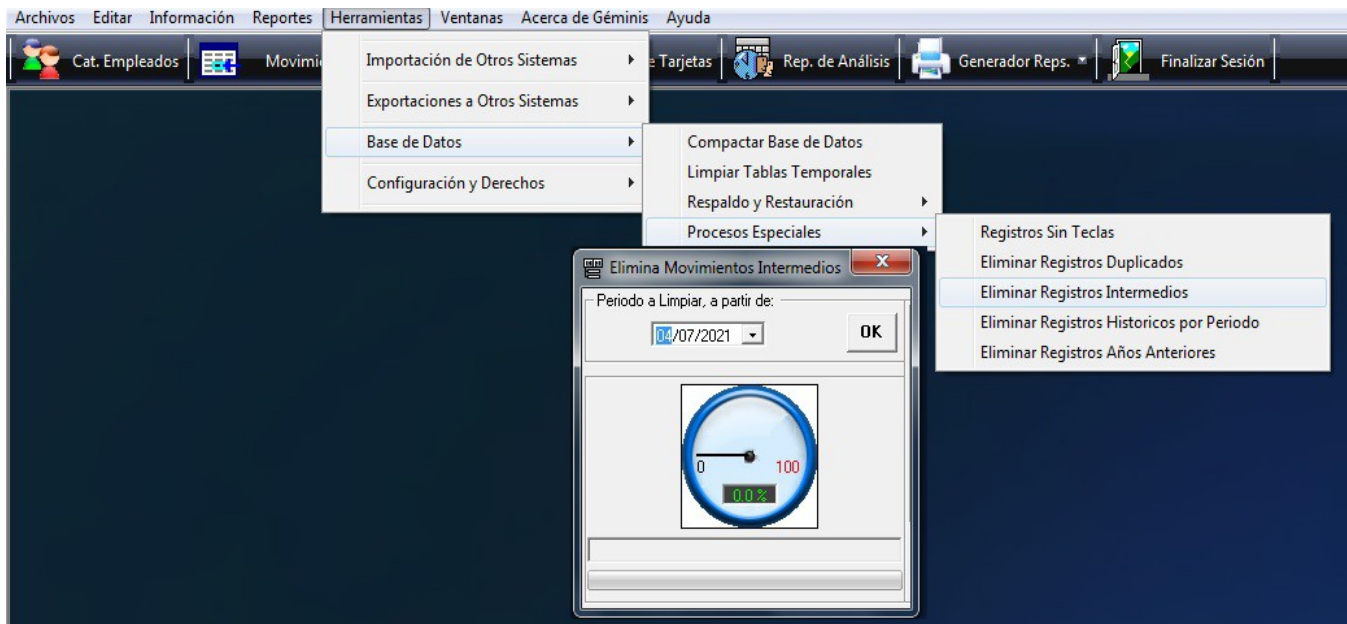 Archivos Editar Información Reportes Herramientas Ventanas Acerca de Géminis Ayuda
Cat. Empleados Movimi e Tarjetas Rep. de Análisis Generador Reps. Finalizar Sesión
Importación de Otros Sistemas
Exportaciones a Otros Sistemas
Base de Datos
Configuración y Derechos
Compactar Base de Datos
Limpiar Tablas Temporales
Respaldo y Restauración
Procesos Especiales
Registros Sin Teclas
Eliminar Registros Duplicados
Eliminar Registros Intermedios
Eliminar Registros Historicos por Periodo
Eliminar Registros Años Anteriores
Elimina Movimientos Intermedios
Periodo a Limpiar, a partir de:
04/07/2021 OK
0 100
0.0 %